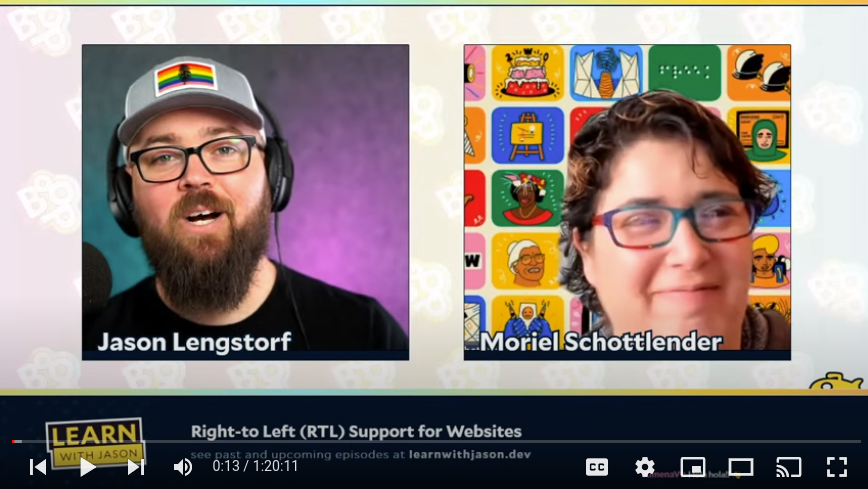 Jason Lengstorf
Moriel Schottlender
LEARN
WITH JASON
Right-to Left (RTL) Support for Websites
see past and upcoming episodes at learnwithjason.dev
0:13 / 1:20:11
CC
W
hola!